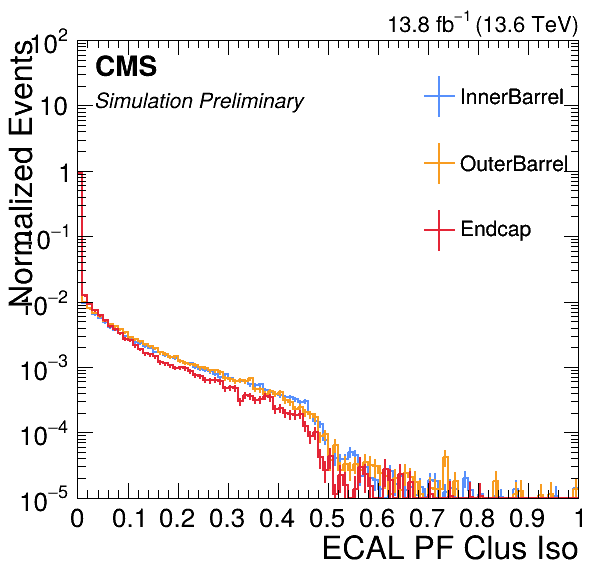 13.8 fb⁻¹ (13.6 TeV)
CMS
Simulation Preliminary
InnerBarrel
OuterBarrel
Endcap
Normalized Events
10²
10
1
10⁻¹
10⁻²
10⁻³
10⁻⁴
10⁻⁵
0 0.1 0.2 0.3 0.4 0.5 0.6 0.7 0.8 0.9 1
ECAL PF Clus Iso